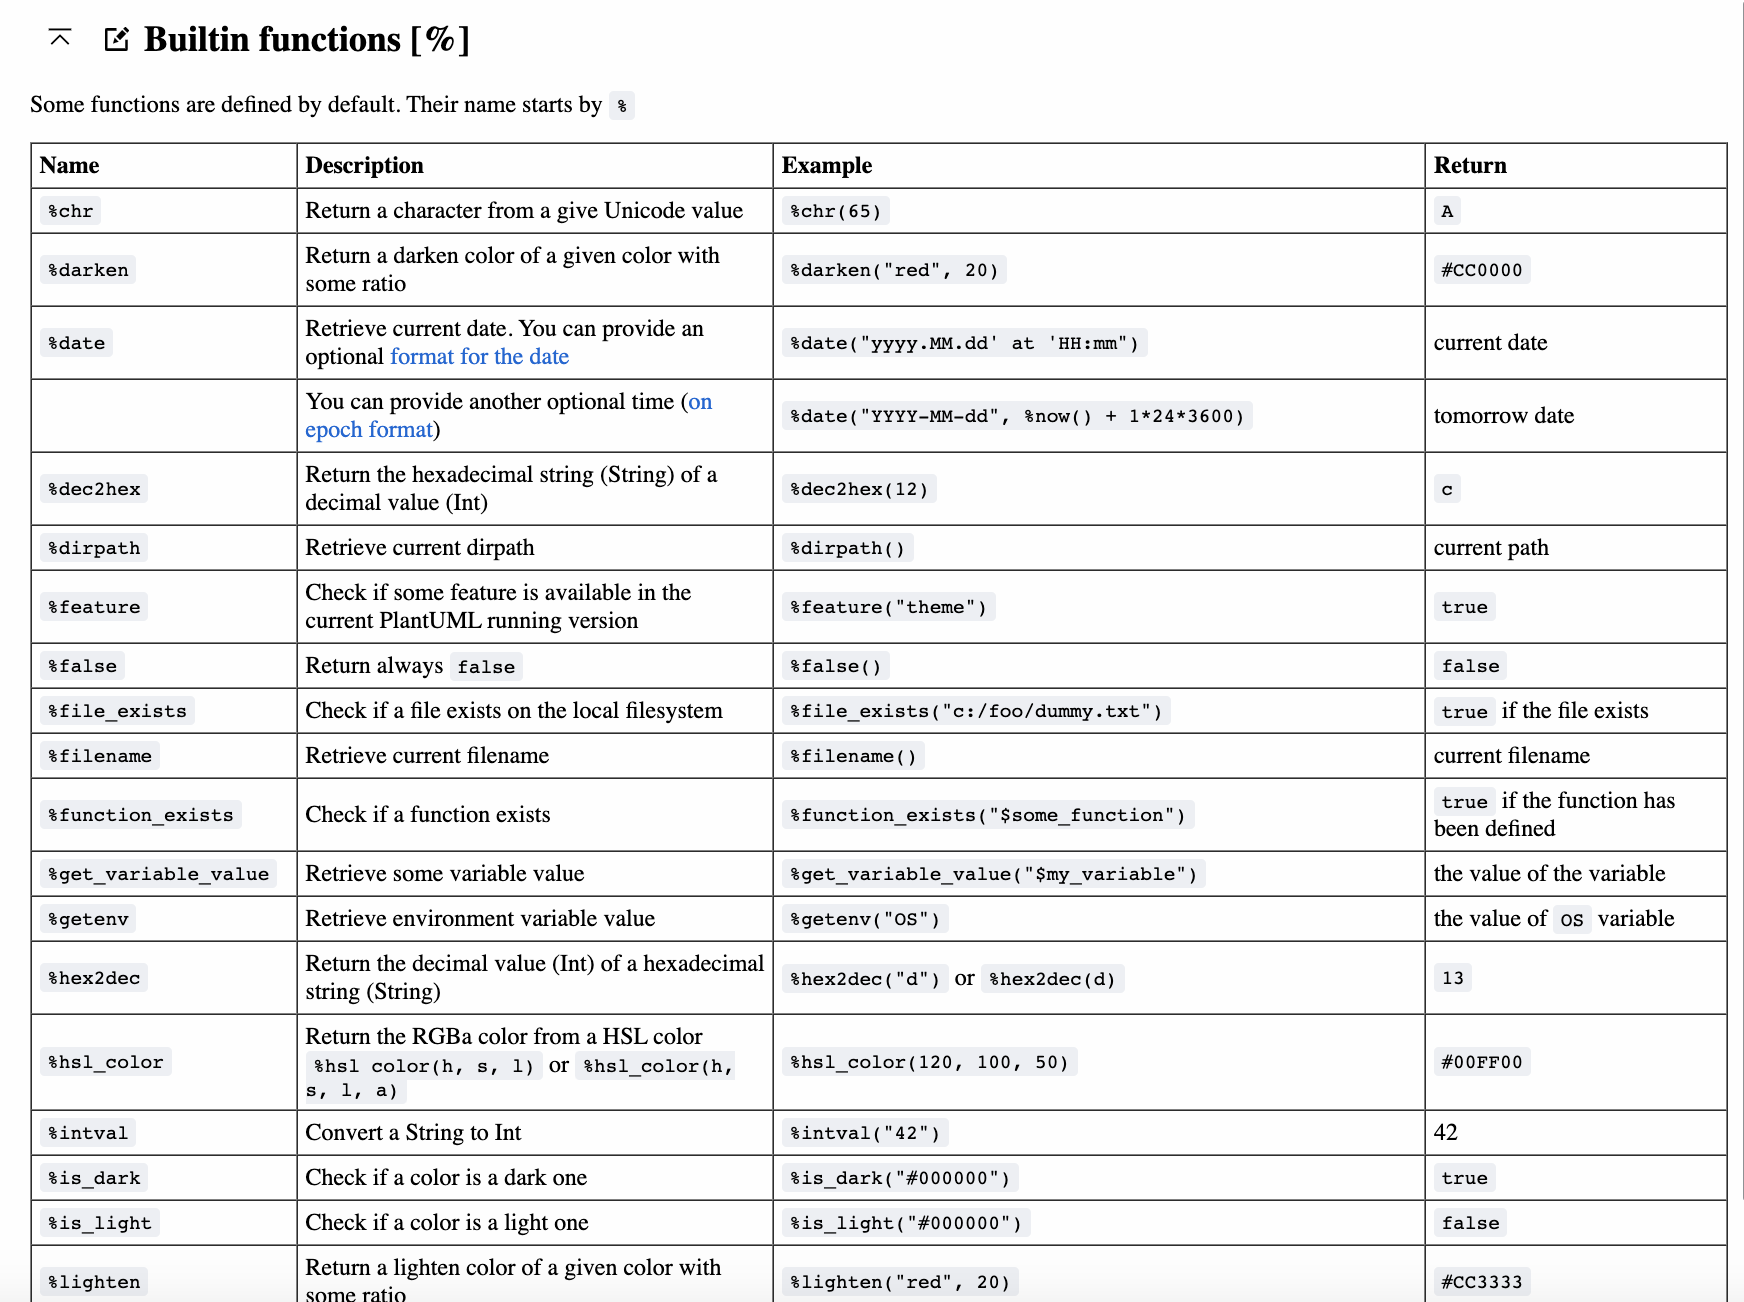 Builtin functions [%]
Some functions are defined by default. Their name starts by %
Name Description Example Return
%chr Return a character from a give Unicode value %chr(65) A
%darken Return a darken color of a given color with
some ratio %darken("red", 20) #CC0000
%date Retrieve current date. You can provide an
optional format for the date %date("yyyy.MM.dd' at 'HH:mm") current date
You can provide another optional time (on
epoch format) %date("YYYY-MM-dd", %now() + 1*24*3600) tomorrow date
%dec2hex Return the hexadecimal string (String) of a
decimal value (Int) %dec2hex(12) c
%dirpath Retrieve current dirpath %dirpath() current path
%feature Check if some feature is available in the
current PlantUML running version %feature("theme") true
%false Return always false %false() false
%file_exists Check if a file exists on the local filesystem %file_exists("c:/foo/dummy.txt") true if the file exists
%filename Retrieve current filename %filename() current filename
%function_exists Check if a function exists %function_exists("$some_function") true if the function has
been defined
%get_variable_value Retrieve some variable value %get_variable_value("$my_variable") the value of the variable
%getenv Retrieve environment variable value %getenv("OS") the value of OS variable
%hex2dec Return the decimal value (Int) of a hexadecimal
string (String) %hex2dec("d") or %hex2dec(d) 13
%hsl_color Return the RGBa color from a HSL color
%hsl_color(h, s, l) or %hsl_color(h,
s, l, a) %hsl_color(120, 100, 50) #00FF00
%intval Convert a String to Int %intval("42") 42
%is_dark Check if a color is a dark one %is_dark("#000000") true
%is_light Check if a color is a light one %is_light("#000000") false
%lighten Return a lighten color of a given color with
some ratio %lighten("red", 20) #CC3333